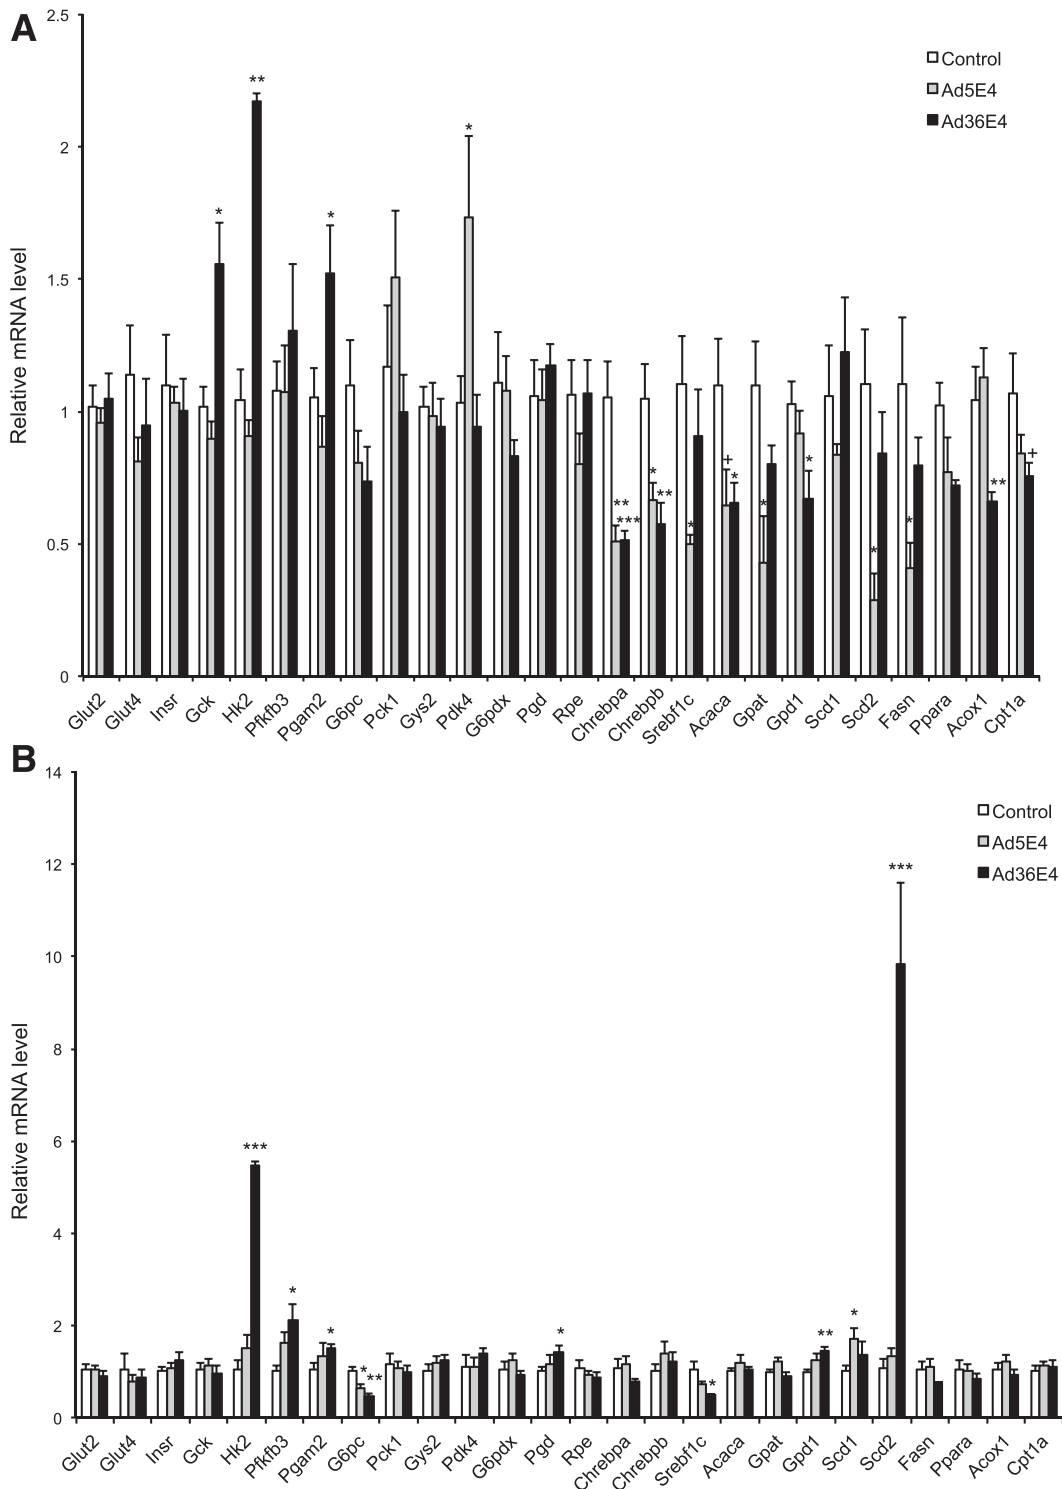 A
2.5
2
1.5
1
0.5
0
Relative mRNA level
Control
Ad5E4
Ad36E4
* ** * * ** *** * ** * + * * * * * ** +
Glut2 Glut4 Insr Gck Hk2 Pfkfb3 Pgam2 G6pc Pck1 Gys2 Pdk4 G6pdx Pgd Rpe Chrebpa Chrebpb Srebf1c Acaca Gpat Gpd1 Scd1 Scd2 Fasn Ppara Acox1 Cpt1a
B
14
12
10
8
6
4
2
0
Relative mRNA level
Control
Ad5E4
Ad36E4
*** * * * ** * * ** * ***
Glut2 Glut4 Insr Gck Hk2 Pfkfb3 Pgam2 G6pc Pck1 Gys2 Pdk4 G6pdx Pgd Rpe Chrebpa Chrebpb Srebf1c Acaca Gpat Gpd1 Scd1 Scd2 Fasn Ppara Acox1 Cpt1a